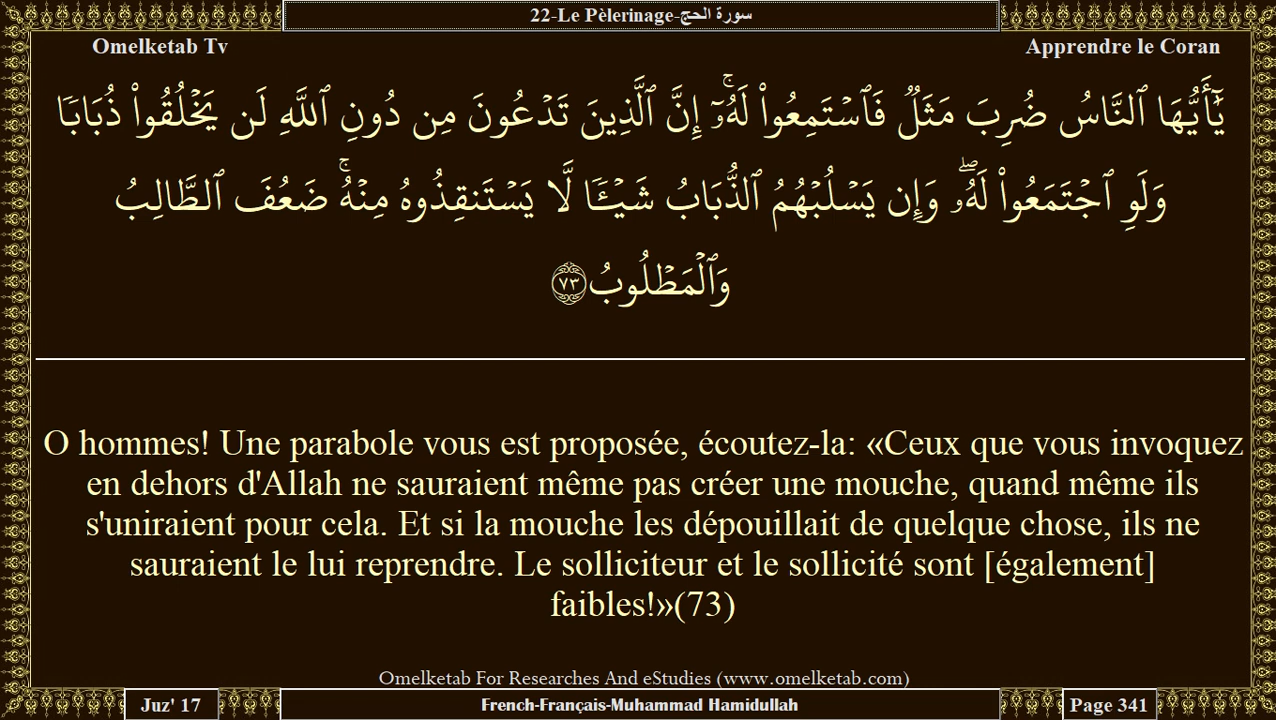 22-Le Pèlerinage-سورة الحج
Omelketab Tv
Apprendre le Coran
يَٰٓأَيُّهَا ٱلنَّاسُ ضُرِبَ مَثَلٞ فَٱسۡتَمِعُواْ لَهُۥٓۚ إِنَّ ٱلَّذِينَ تَدۡعُونَ مِن دُونِ ٱللَّهِ لَن يَخۡلُقُواْ ذُبَابٗا
وَلَوِ ٱجۡتَمَعُواْ لَهُۥۖ وَإِن يَسۡلُبۡهُمُ ٱلذُّبَابُ شَيۡـٔٗا لَّا يَسۡتَنقِذُوهُ مِنۡهُۚ ضَعُفَ ٱلطَّالِبُ
وَٱلۡمَطۡلُوبُ ٧٣
O hommes! Une parabole vous est proposée, écoutez-la: «Ceux que vous invoquez
en dehors d'Allah ne sauraient même pas créer une mouche, quand même ils
s'uniraient pour cela. Et si la mouche les dépouillait de quelque chose, ils ne
sauraient le lui reprendre. Le solliciteur et le sollicité sont [également]
faibles!»(73)
Omelketab For Researches And eStudies (www.omelketab.com)
Juz' 17
French-Français-Muhammad Hamidullah
Page 341